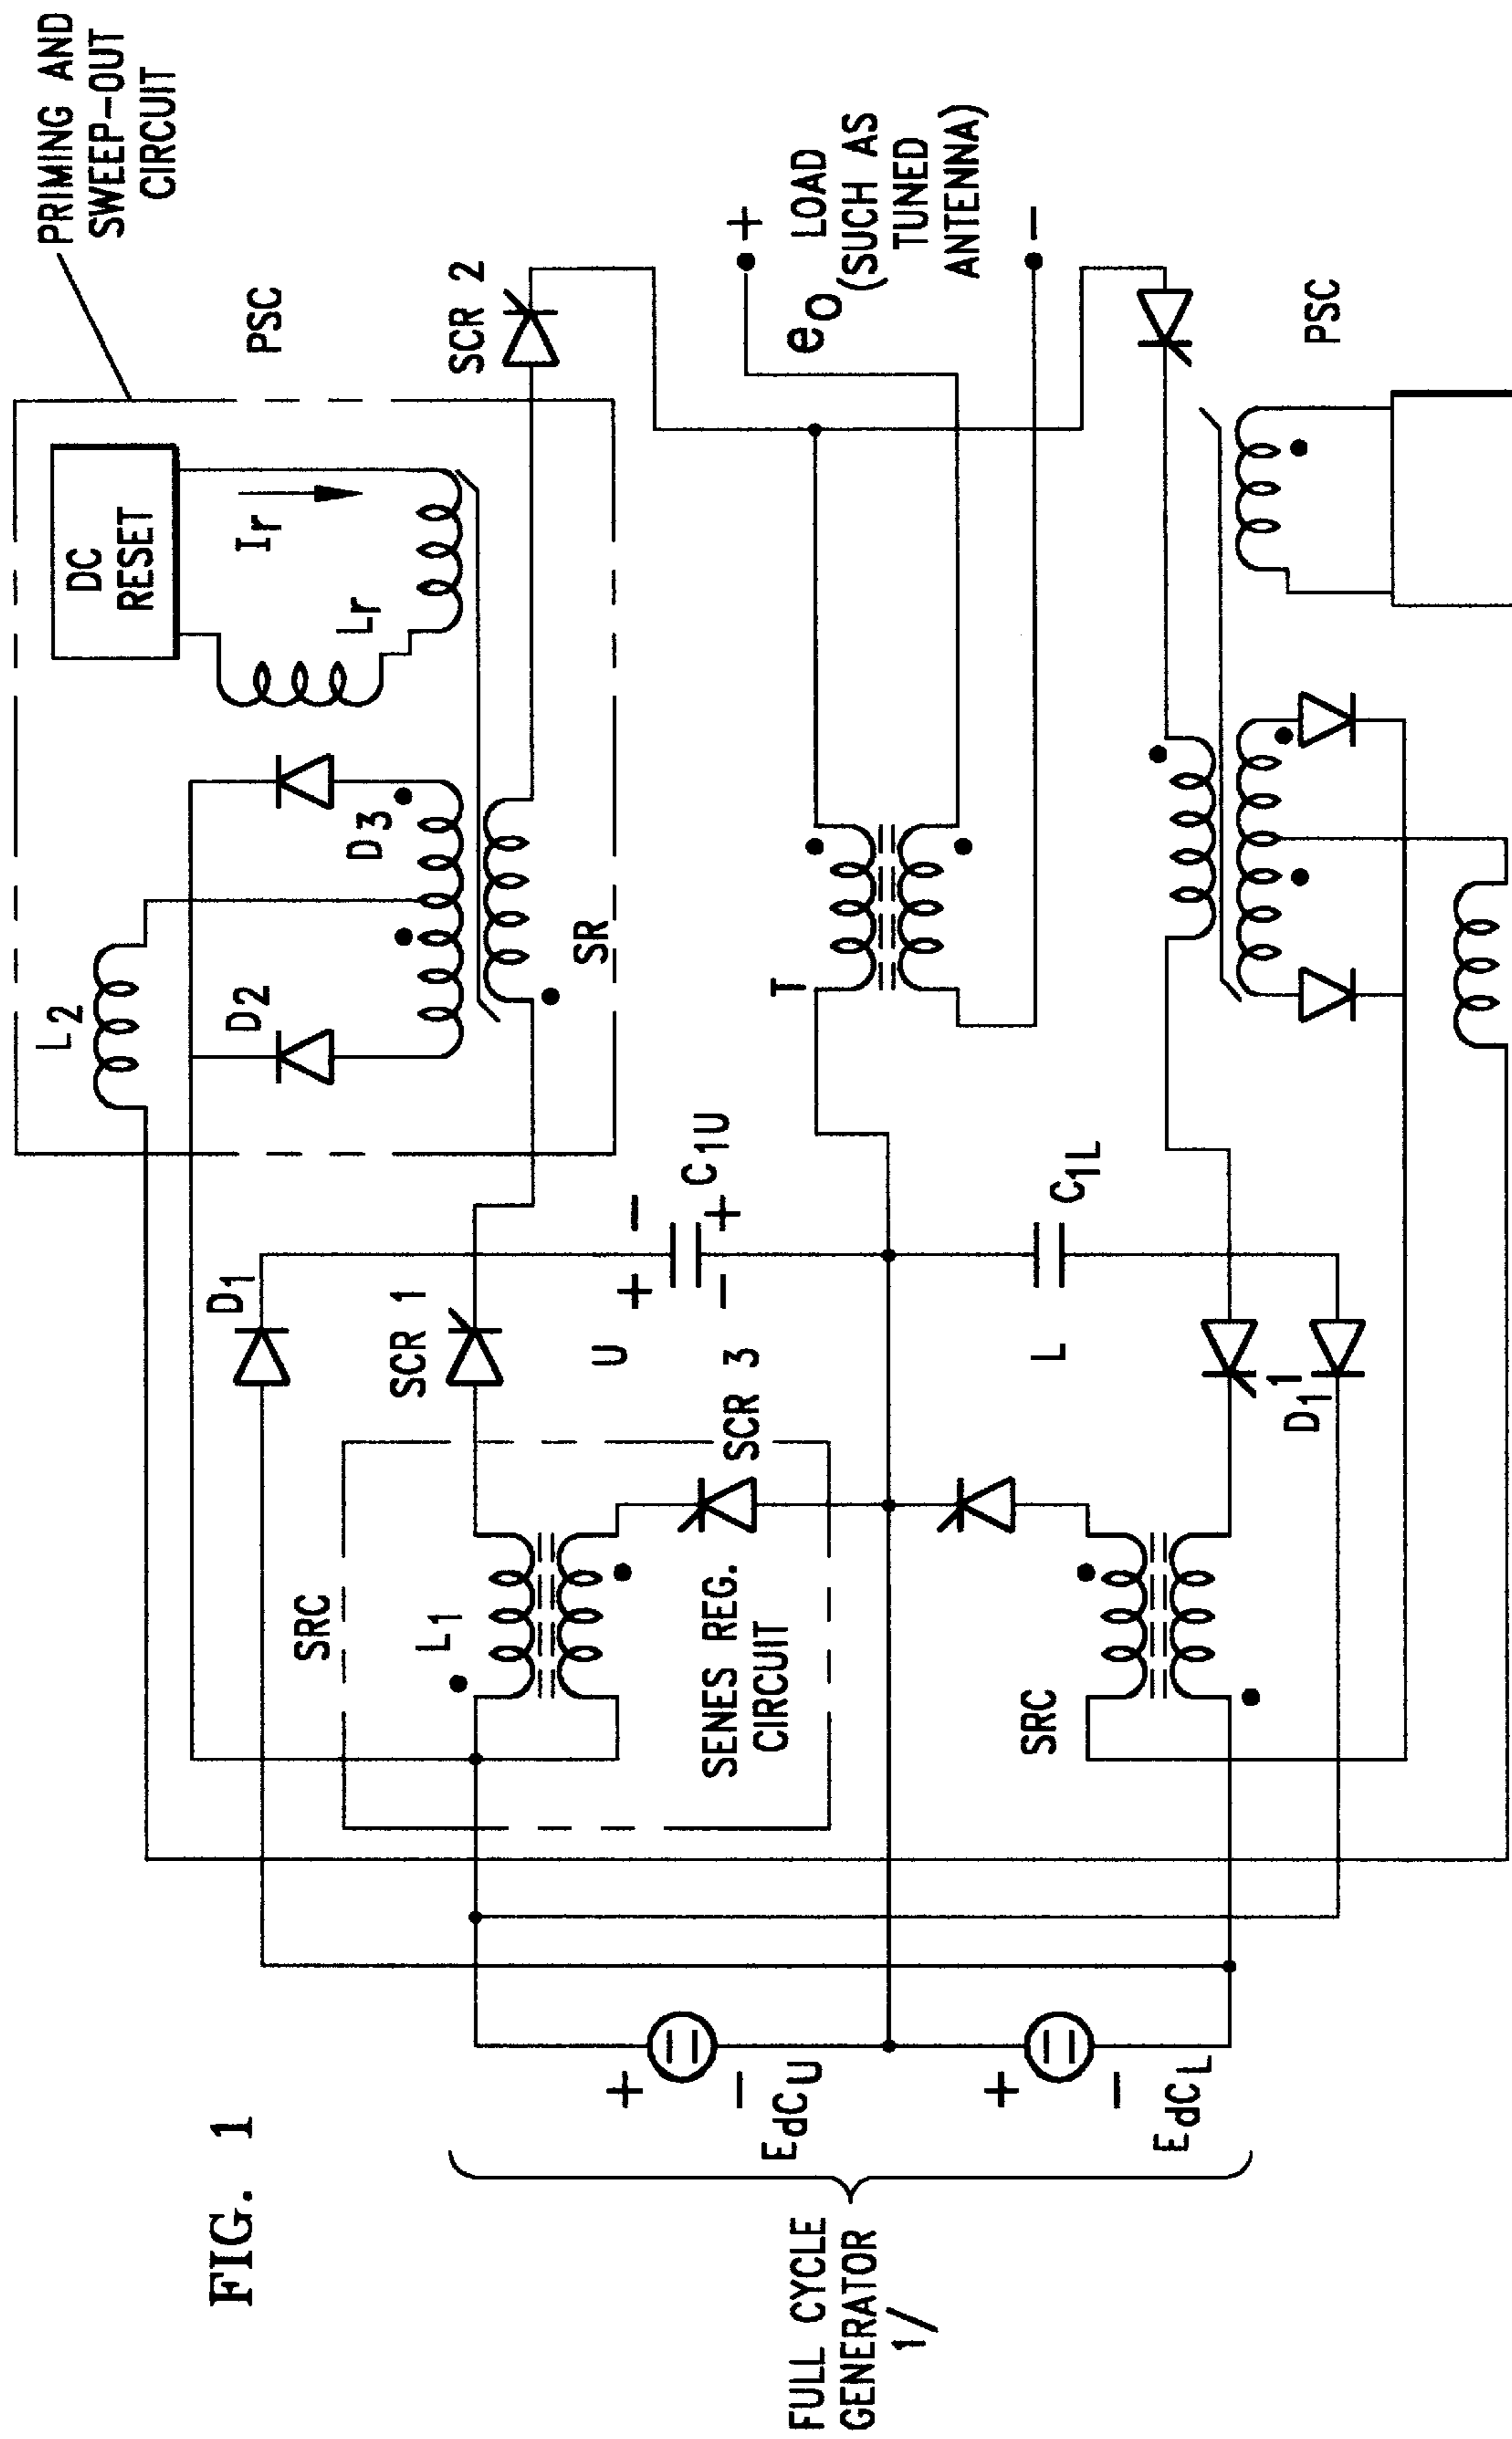 FIG. 1
PRIMING AND
SWEEP-OUT
CIRCUIT
PSC
DC
RESET
Ir
Lr
L2
D2
D3
SR
SCR 2
D1
SCR 1
SRC
L1
SENES REG.
CIRCUIT
SCR 3
U
+ -
- +
C1U
T
+
eo
LOAD
(SUCH AS
TUNED
ANTENNA)
-
FULL CYCLE
GENERATOR
1/
+
-
EdCU
+
-
EdCL
L
C1L
SRC
1
D1
PSC